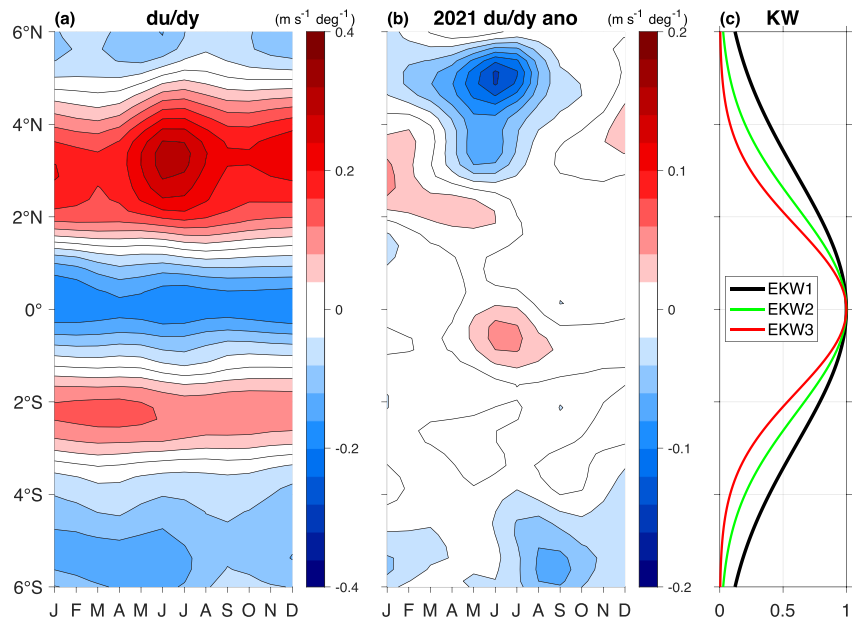 (a) du/dy (m s⁻¹ deg⁻¹)
(b) 2021 du/dy ano (m s⁻¹ deg⁻¹)
(c) KW
6°N
4°N
2°N
0°
2°S
4°S
6°S
J F M A M J J A S O N D
0.4
0.2
0
-0.2
-0.4
J F M A M J J A S O N D
0.2
0.1
0
-0.1
-0.2
EKW1
EKW2
EKW3
0 0.5 1